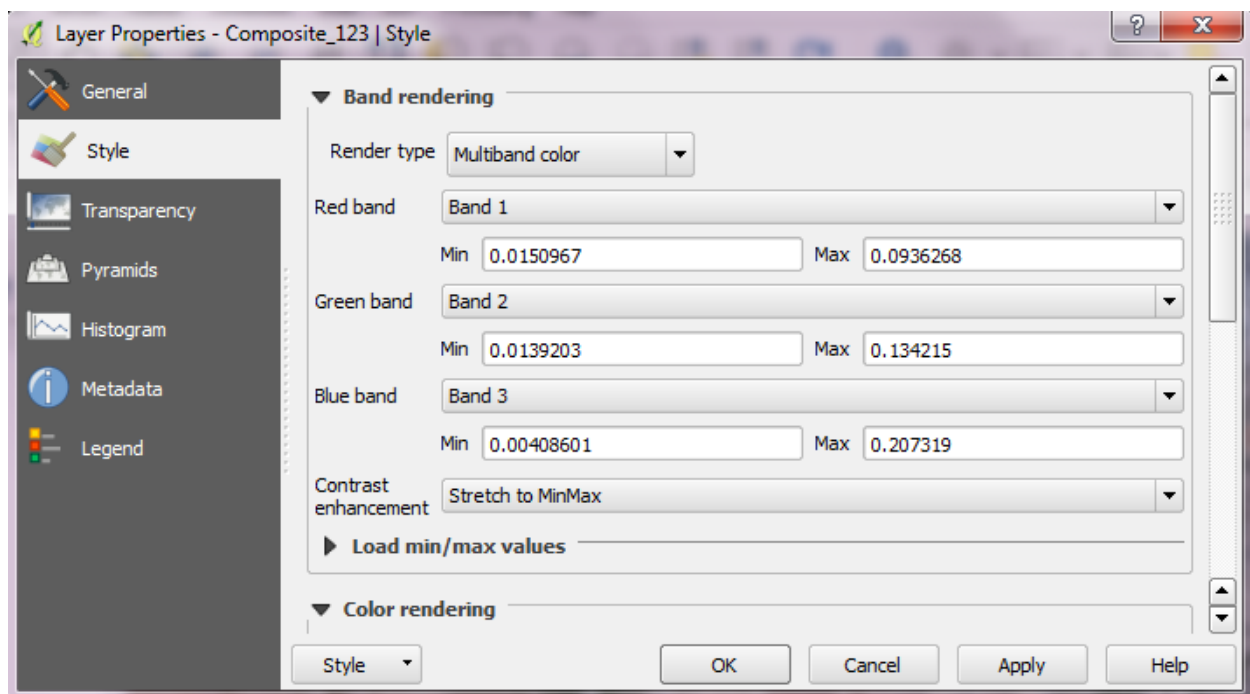 Layer Properties - Composite_123 | Style
?
General
Style
Transparency
Pyramids
Histogram
Metadata
Legend
Band rendering
Render type Multiband color
Red band Band 1
Min 0.0150967 Max 0.0936268
Green band Band 2
Min 0.0139203 Max 0.134215
Blue band Band 3
Min 0.00408601 Max 0.207319
Contrast
enhancement Stretch to MinMax
Load min/max values
Color rendering
Style OK Cancel Apply Help